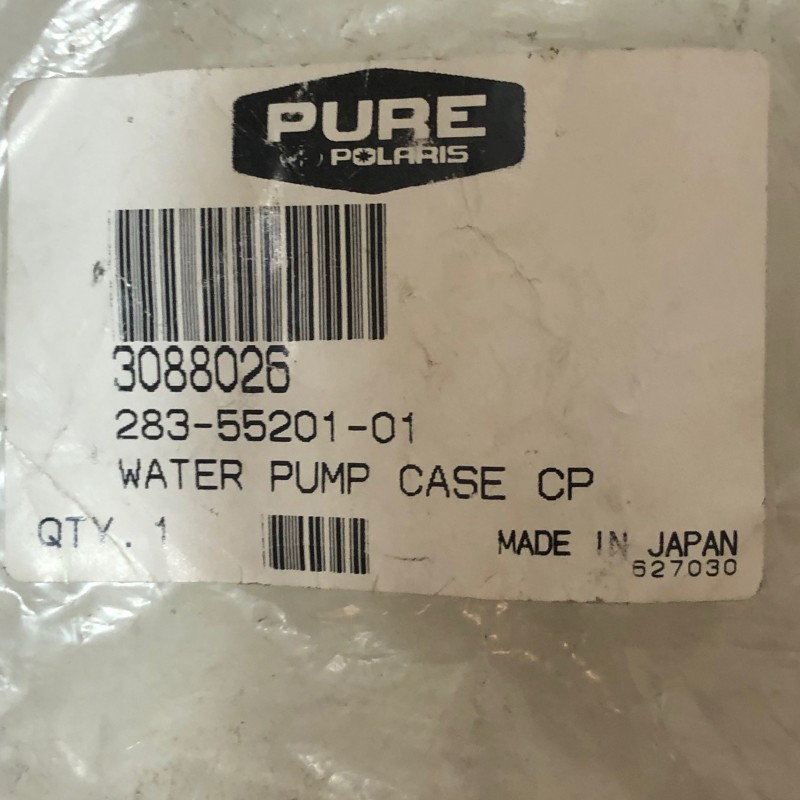 PURE
POLARIS
3088026
283-55201-01
WATER PUMP CASE CP
QTY. 1
MADE IN JAPAN
627030